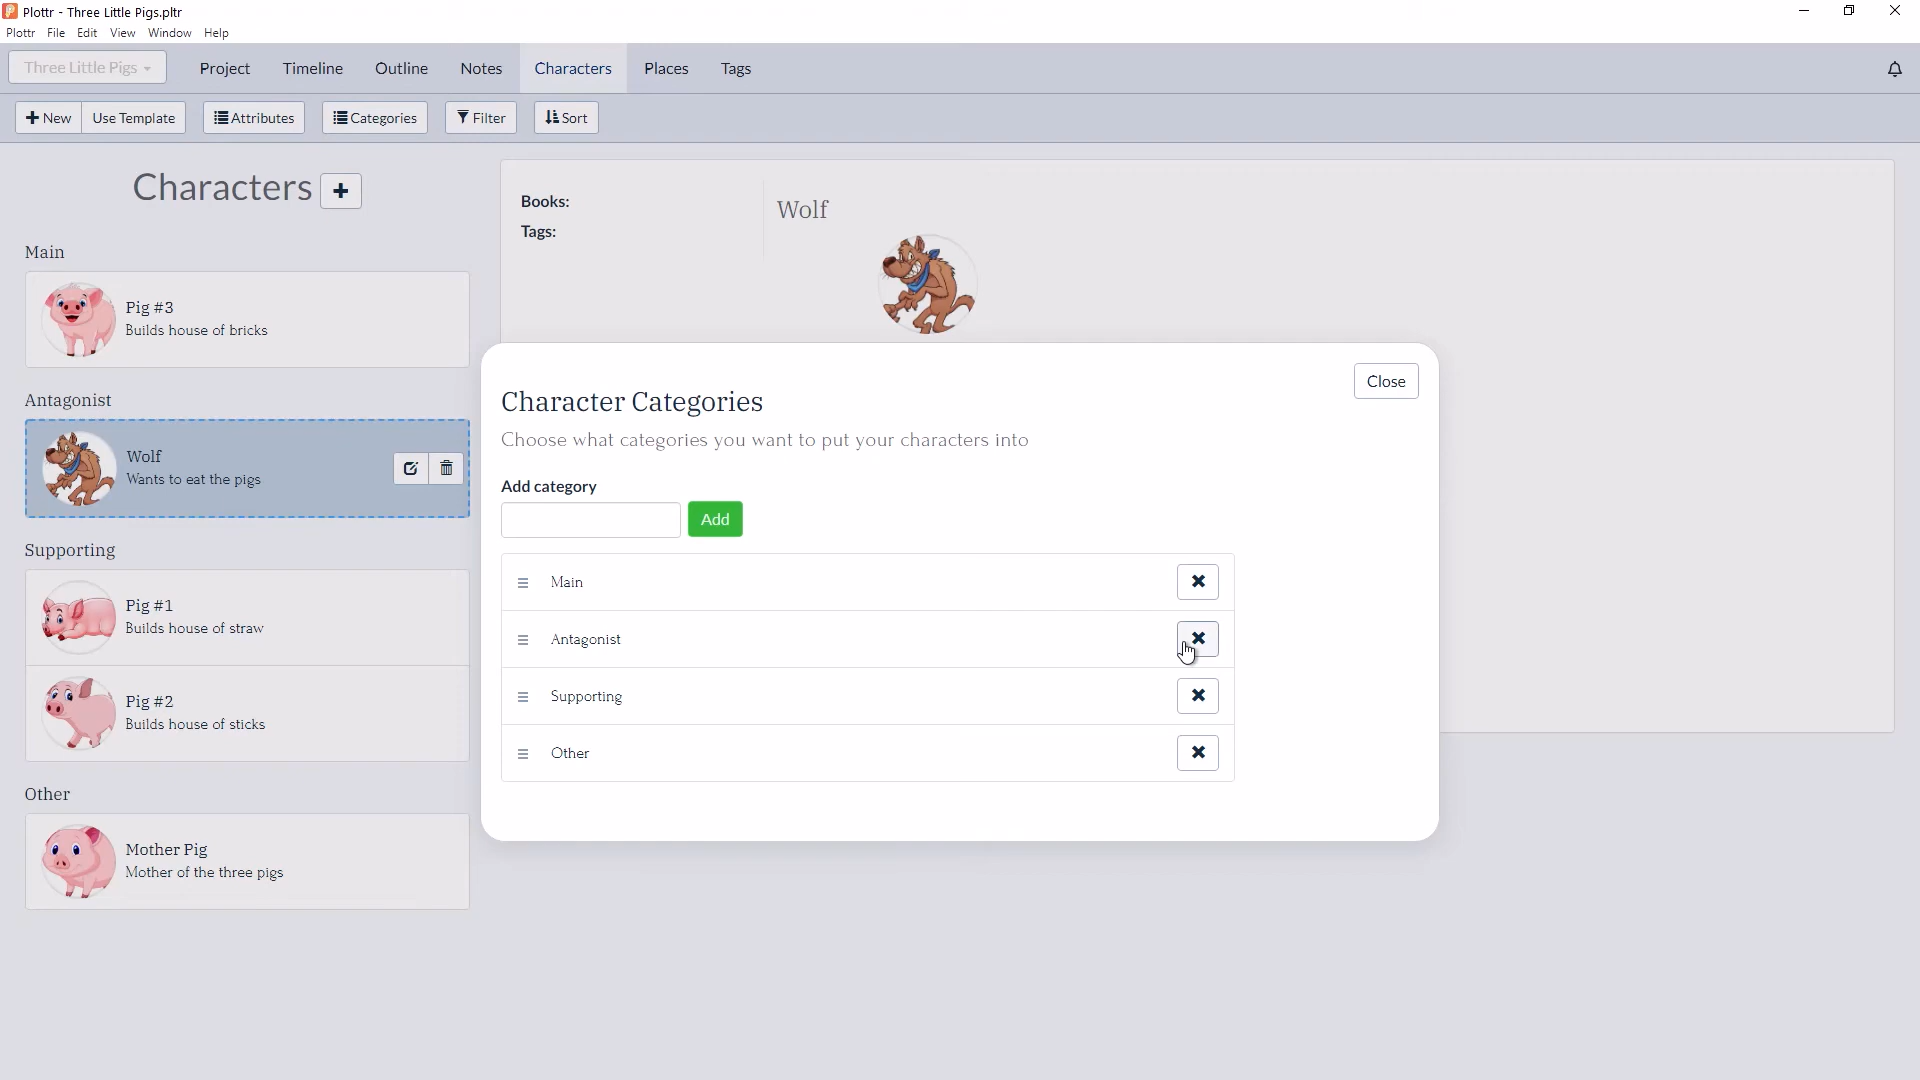 Plottr - Three Little Pigs.pltr
Plottr File Edit View Window Help
Three Little Pigs Project Timeline Outline Notes Characters Places Tags
New Use Template Attributes Categories Filter Sort
Characters
Main
Pig #3
Builds house of bricks
Antagonist
Wolf
Wants to eat the pigs
Supporting
Pig #1
Builds house of straw
Pig #2
Builds house of sticks
Other
Mother Pig
Mother of the three pigs
Books:
Tags:
Wolf
Close
Character Categories
Choose what categories you want to put your characters into
Add category
Add
Main
Antagonist
Supporting
Other